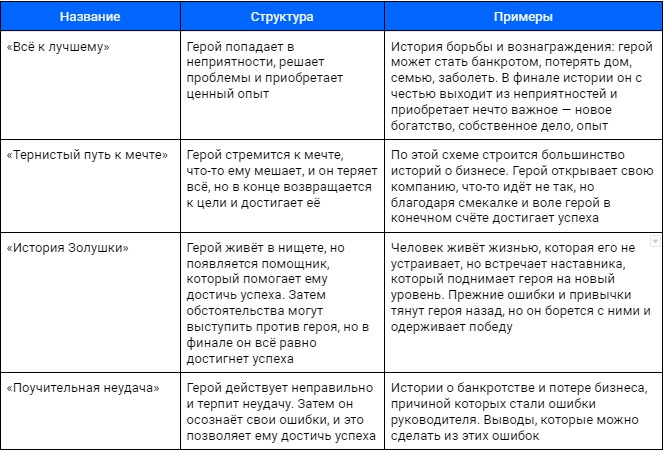 Название
Структура
Примеры
«Всё к лучшему»
Герой попадает в
неприятности, решает
проблемы и приобретает
ценный опыт
История борьбы и вознаграждения: герой
может стать банкротом, потерять дом,
семью, заболеть. В финале истории он с
честью выходит из неприятностей и
приобретает нечто важное — новое
богатство, собственное дело, опыт
«Тернистый путь к мечте»
Герой стремится к мечте,
что-то ему мешает, и он теряет
всё, но в конце возвращается
к цели и достигает её
По этой схеме строится большинство
историй о бизнесе. Герой открывает свою
компанию, что-то идёт не так, но
благодаря смекалке и воле герой в
конечном счёте достигает успеха
«История Золушки»
Герой живёт в нищете, но
появляется помощник,
который помогает ему
достичь успеха. Затем
обстоятельства могут
выступить против героя, но в
финале он всё равно
достигнет успеха
Человек живёт жизнью, которая его не
устраивает, но встречает наставника,
который поднимает героя на новый
уровень. Прежние ошибки и привычки
тянут героя назад, но он борется с ними и
одерживает победу
«Поучительная неудача»
Герой действует неправильно
и терпит неудачу. Затем он
осознаёт свои ошибки, и это
позволяет ему достичь успеха
Истории о банкротстве и потере бизнеса,
причиной которых стали ошибки
руководителя. Выводы, которые можно
сделать из этих ошибок